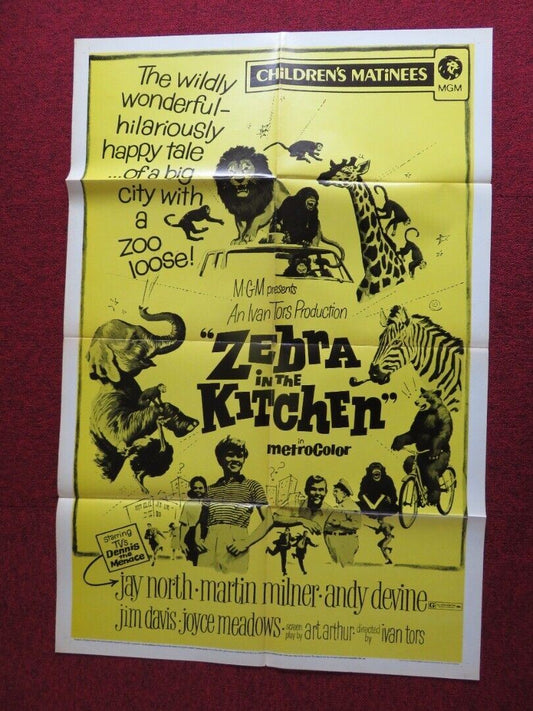 The wildly
wonderful-
hilariously
happy tale
...of a big
city with
a
zoo
loose!
CHILDREN'S MATINEES
MGM
M-G-M presents
An Ivan Tors Production
"ZEbRA
IN THE
KITCHEN"
in
metroColor
starring
TV's
Dennis
the
Menace
jay north · martin milner · andy devine
jim davis · joyce meadows · screen play by art arthur · directed by ivan tors
G